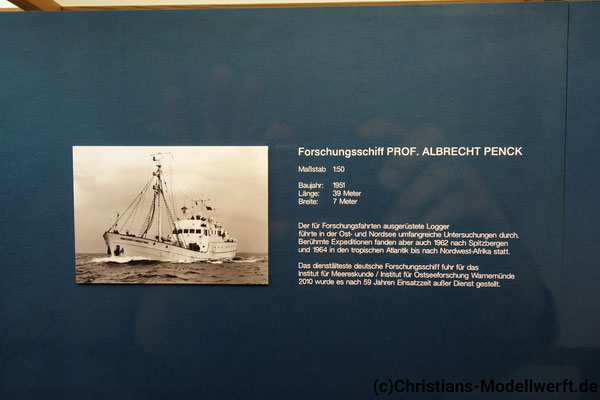 Forschungsschiff PROF. ALBRECHT PENCK
Maßstab 1:50
Baujahr: 1951
Länge: 39 Meter
Breite: 7 Meter
Der für Forschungsfahrten ausgerüstete Logger
führte in der Ost- und Nordsee umfangreiche Untersuchungen durch.
Berühmte Expeditionen fanden aber auch 1962 nach Spitzbergen
und 1964 in den tropischen Atlantik bis nach Nordwest-Afrika statt.
Das dienstälteste deutsche Forschungsschiff fuhr für das
Institut für Meereskunde / Institut für Ostseeforschung Warnemünde
2010 wurde es nach 59 Jahren Einsatzzeit außer Dienst gestellt.
(c)Christians-Modellwerft.de